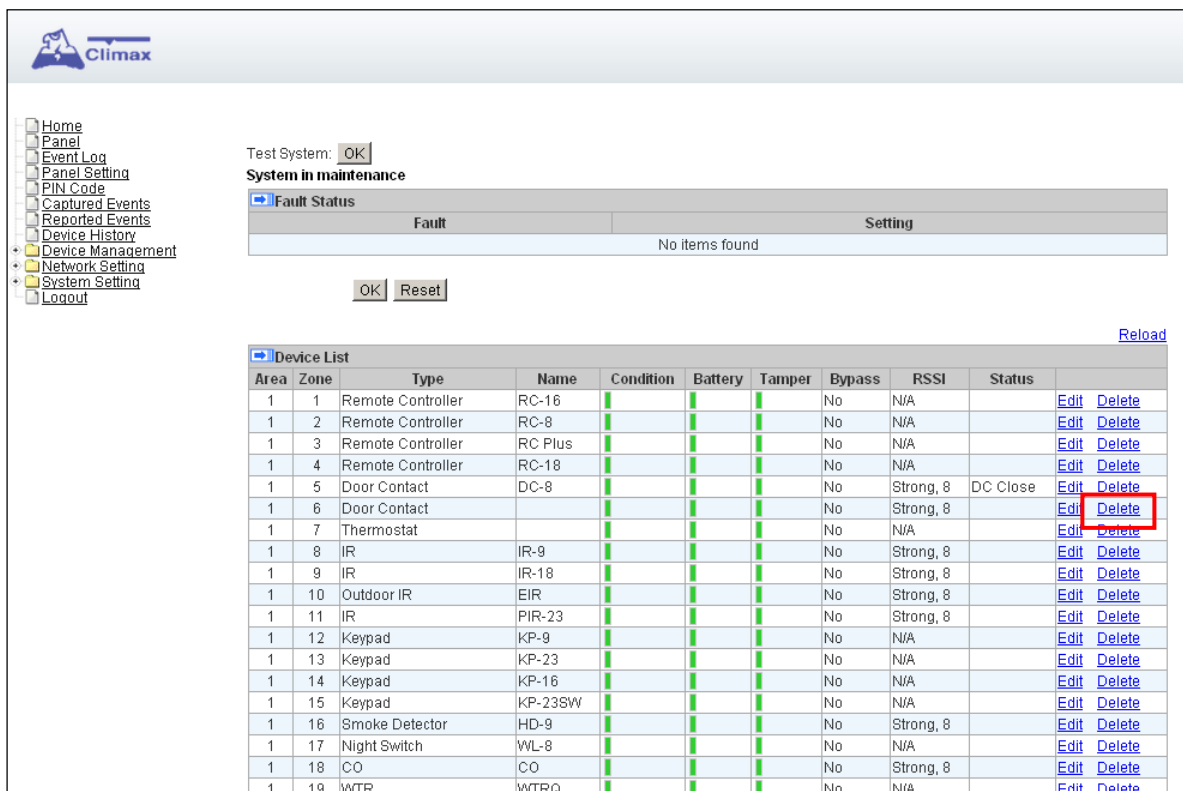 Climax
Home
Panel
Event Log
Panel Setting
PIN Code
Captured Events
Reported Events
Device History
Device Management
Network Setting
System Setting
Logout
Test System: OK
System in maintenance
Fault Status
Fault Setting
No items found
OK Reset
Reload
Device List
Area Zone Type Name Condition Battery Tamper Bypass RSSI Status
1 1 Remote Controller RC-16 No N/A Edit Delete
1 2 Remote Controller RC-8 No N/A Edit Delete
1 3 Remote Controller RC Plus No N/A Edit Delete
1 4 Remote Controller RC-18 No N/A Edit Delete
1 5 Door Contact DC-8 No Strong, 8 DC Close Edit Delete
1 6 Door Contact No Strong, 8 Edit Delete
1 7 Thermostat No N/A Edit Delete
1 8 IR IR-9 No Strong, 8 Edit Delete
1 9 IR IR-18 No Strong, 8 Edit Delete
1 10 Outdoor IR EIR No Strong, 8 Edit Delete
1 11 IR PIR-23 No Strong, 8 Edit Delete
1 12 Keypad KP-9 No N/A Edit Delete
1 13 Keypad KP-23 No N/A Edit Delete
1 14 Keypad KP-16 No N/A Edit Delete
1 15 Keypad KP-23SW No N/A Edit Delete
1 16 Smoke Detector HD-9 No Strong, 8 Edit Delete
1 17 Night Switch WL-8 No N/A Edit Delete
1 18 CO CO No Strong, 8 Edit Delete
1 19 WTR No N/A Edit Delete